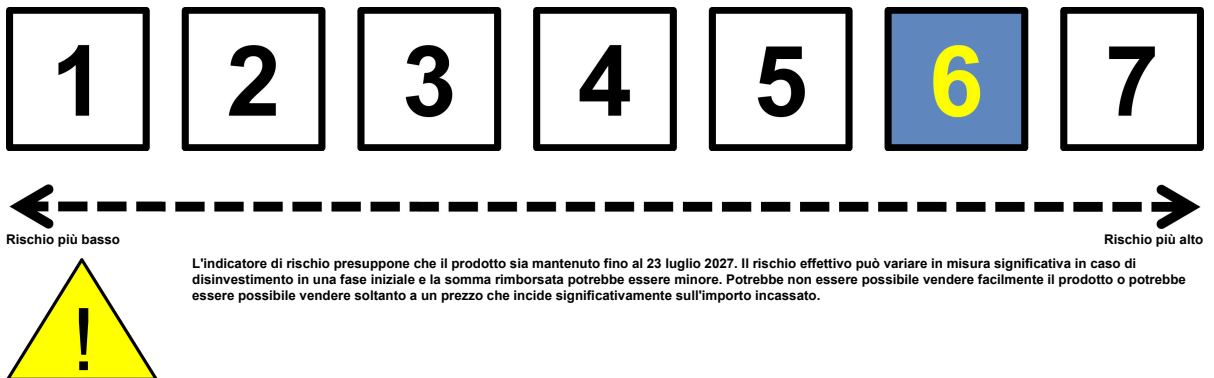 1 2 3 4 5 6 7
Rischio più basso Rischio più alto
L'indicatore di rischio presuppone che il prodotto sia mantenuto fino al 23 luglio 2027. Il rischio effettivo può variare in misura significativa in caso di
disinvestimento in una fase iniziale e la somma rimborsata potrebbe essere minore. Potrebbe non essere possibile vendere facilmente il prodotto o potrebbe
essere possibile vendere soltanto a un prezzo che incide significativamente sull'importo incassato.
!